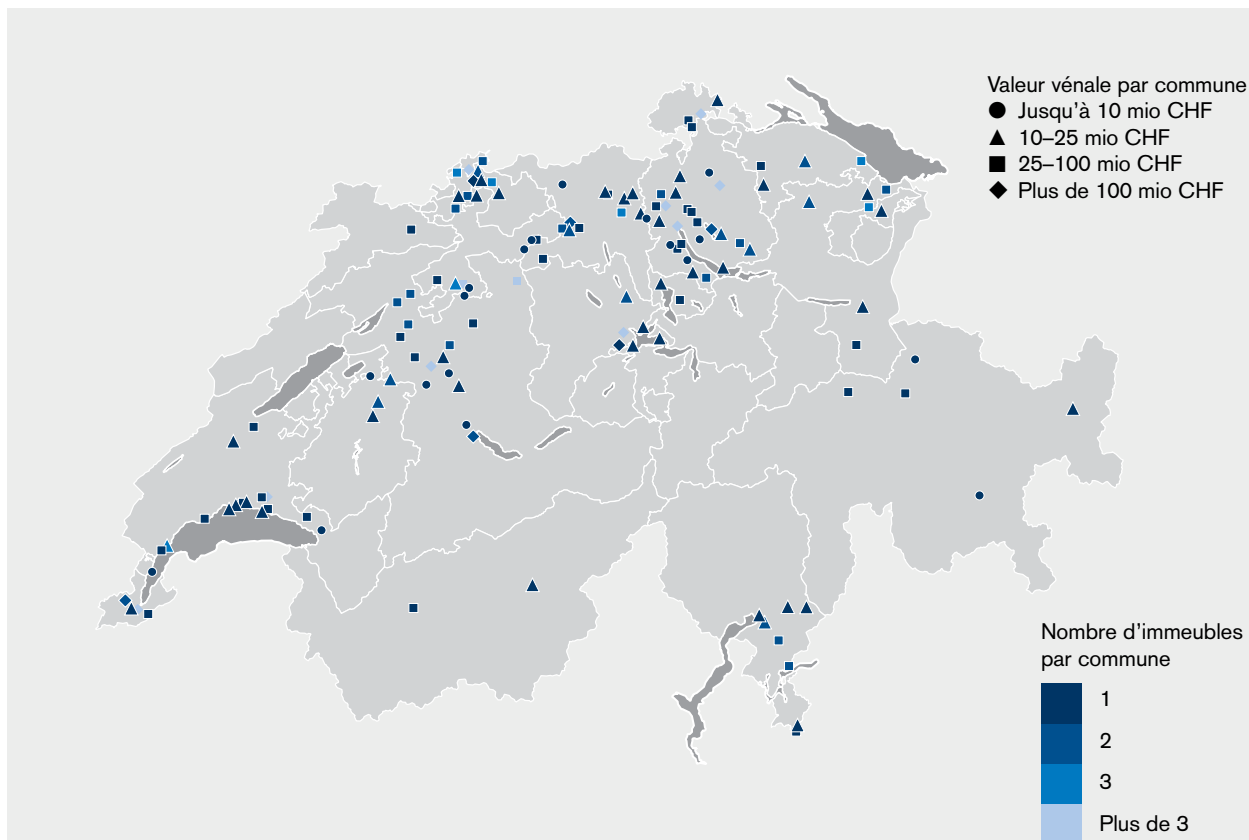 Valeur vénale par commune
Jusqu'à 10 mio CHF
10–25 mio CHF
25–100 mio CHF
Plus de 100 mio CHF
Nombre d'immeubles
par commune
1
2
3
Plus de 3